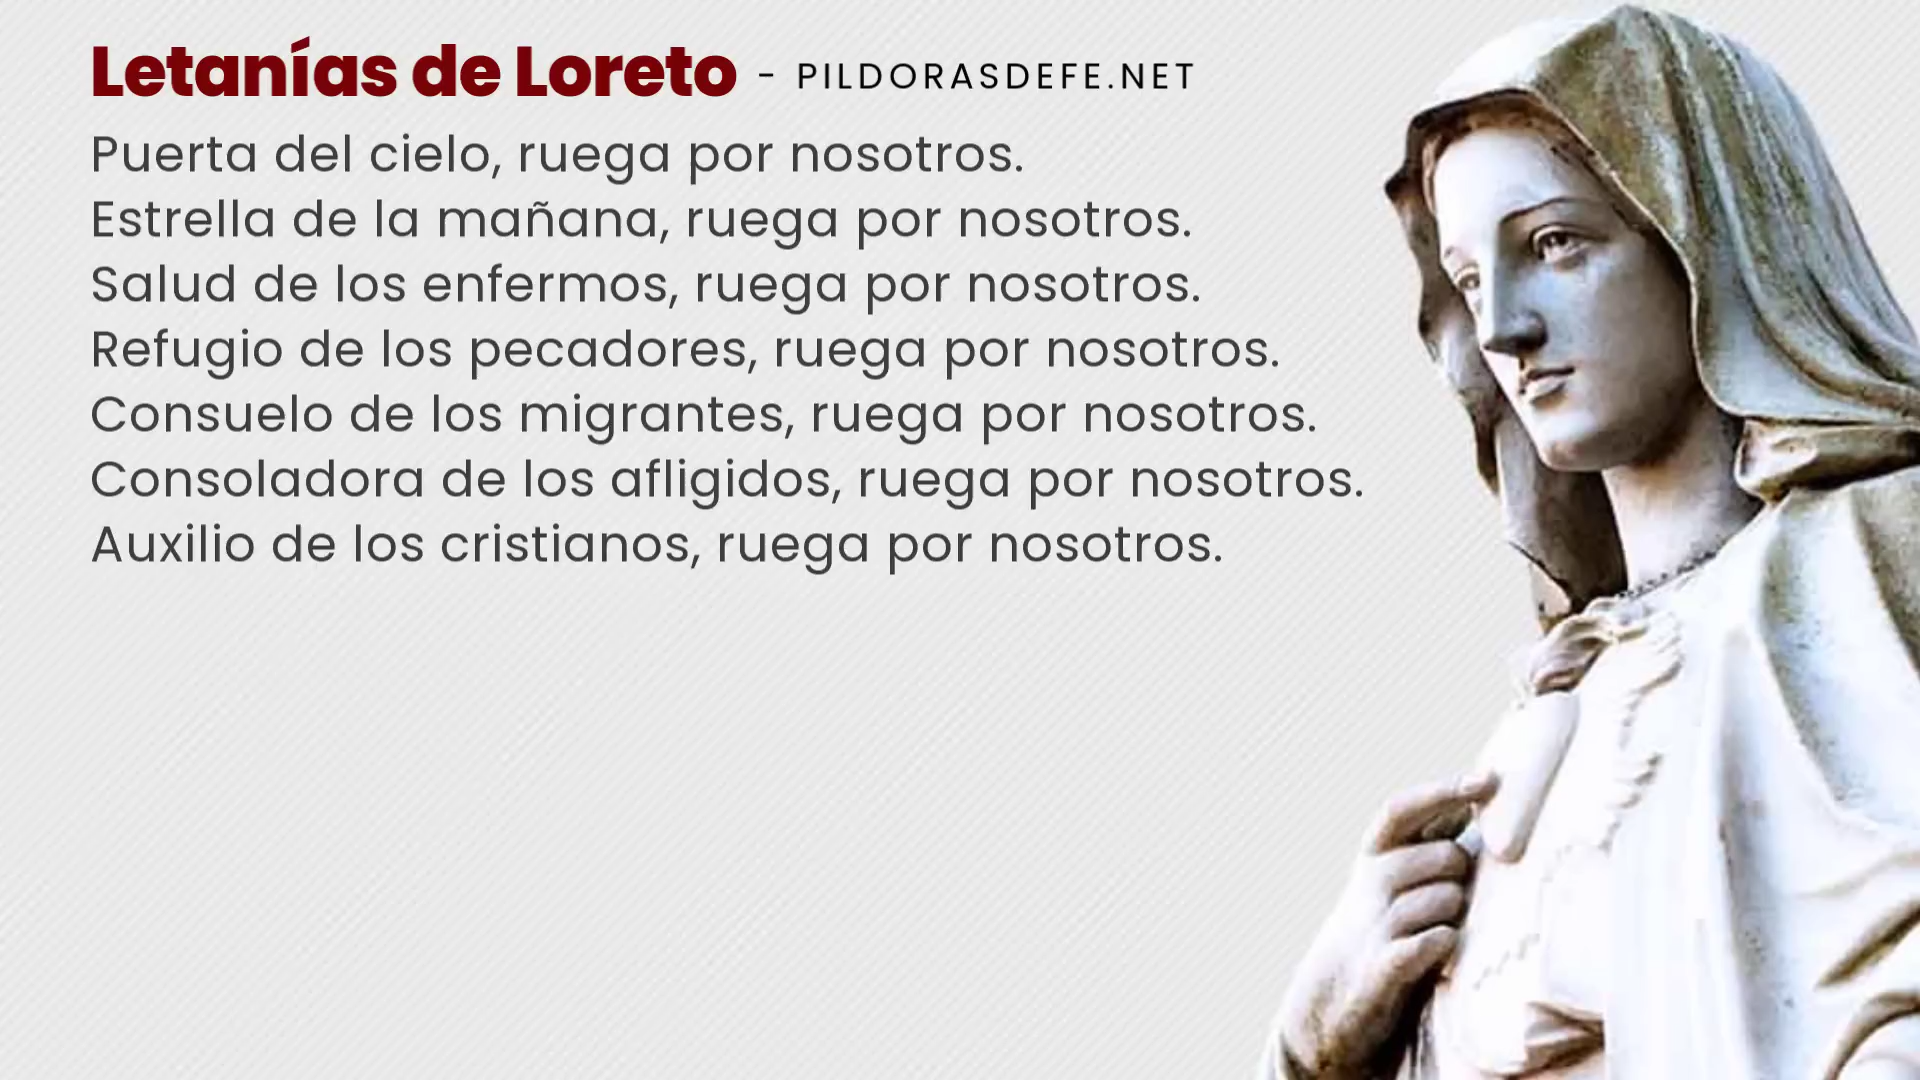 Letanías de Loreto - PILDORASDEFE.NET
Puerta del cielo, ruega por nosotros.
Estrella de la mañana, ruega por nosotros.
Salud de los enfermos, ruega por nosotros.
Refugio de los pecadores, ruega por nosotros.
Consuelo de los migrantes, ruega por nosotros.
Consoladora de los afligidos, ruega por nosotros.
Auxilio de los cristianos, ruega por nosotros.